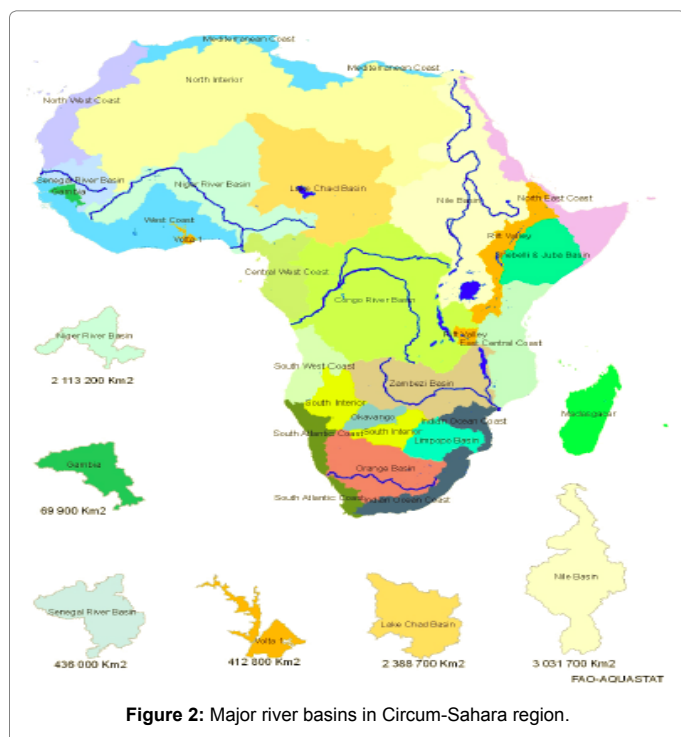 Mediterranean Coast
North Interior
Mediterranean Coast
North West Coast
Senegal River Basin
Gambia
Niger River Basin
Lake Chad Basin
Nile Basin
North East Coast
West Coast
Volta 1
Rift Valley
Shebelli & Juba Basin
Central West Coast
Congo River Basin
Rift Valley
East Central Coast
Niger River Basin
2 113 200 Km2
South West Coast
Zambezi Basin
South Interior
Okavango
Indian Ocean Coast
Madagascar
South Atlantic Coast
South Interior
Limpopo Basin
Gambia
69 900 Km2
Orange Basin
South Atlantic Coast
Indian Ocean Coast
Senegal River Basin
436 000 Km2
Volta 1
412 800 Km2
Lake Chad Basin
2 388 700 Km2
Nile Basin
3 031 700 Km2
FAO-AQUASTAT
Figure 2: Major river basins in Circum-Sahara region.